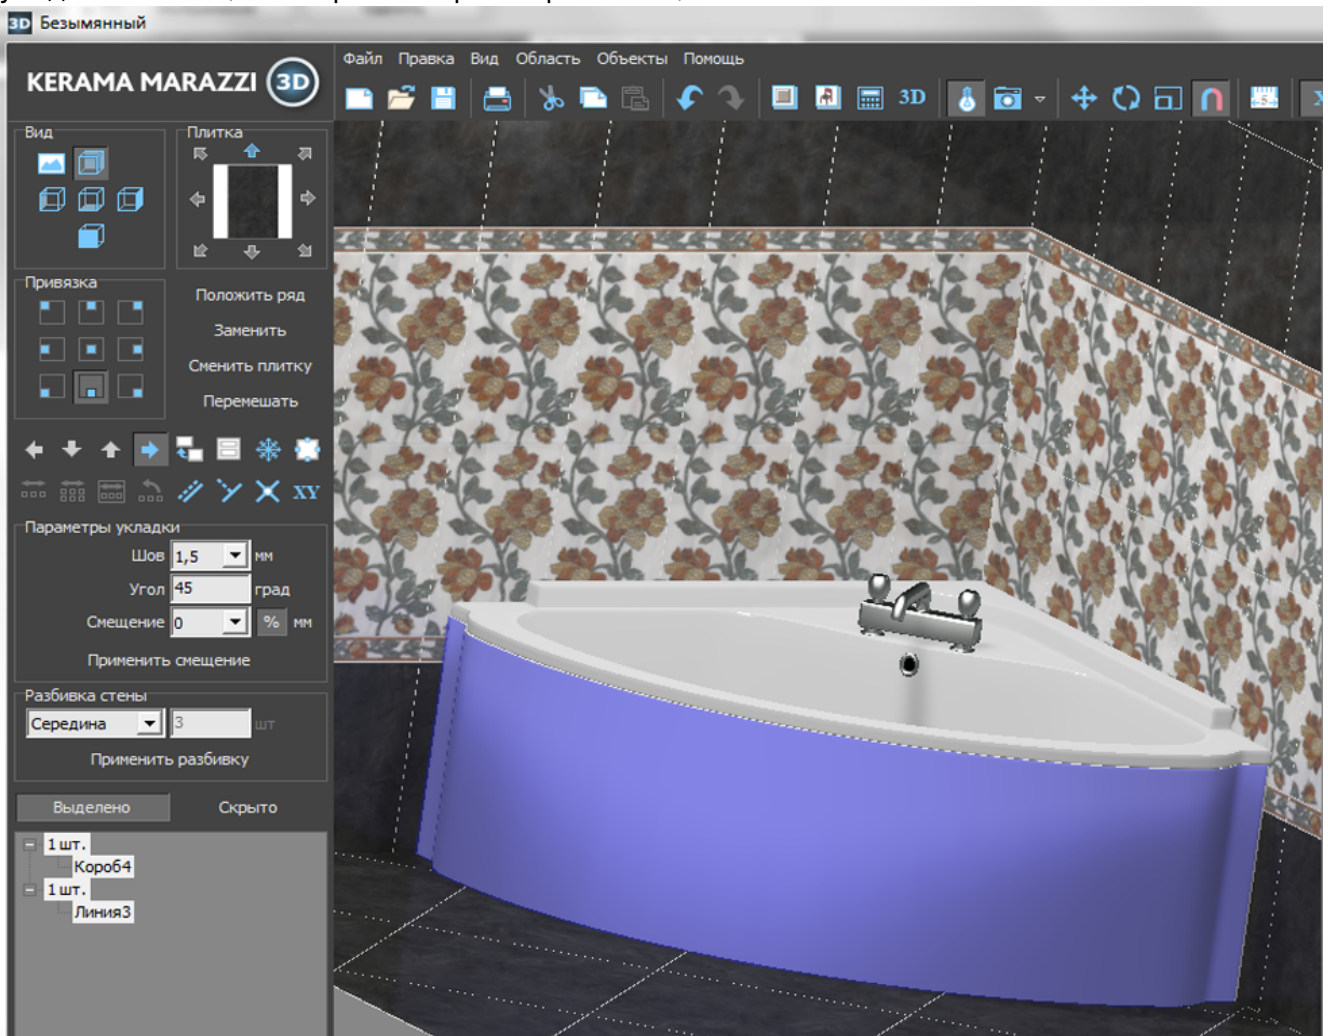 3D Безымянный
KERAMA MARAZZI 3D
Файл Правка Вид Область Объекты Помощь
3D
5
Вид
Плитка
Привязка
Положить ряд
Заменить
Сменить плитку
Перемешать
XY
Параметры укладки
Шов 1,5 мм
Угол 45 град
Смещение 0 % мм
Применить смещение
Разбивка стены
Середина 3 шт
Применить разбивку
Выделено Скрыто
1 шт.
Короб4
1 шт.
Линия3